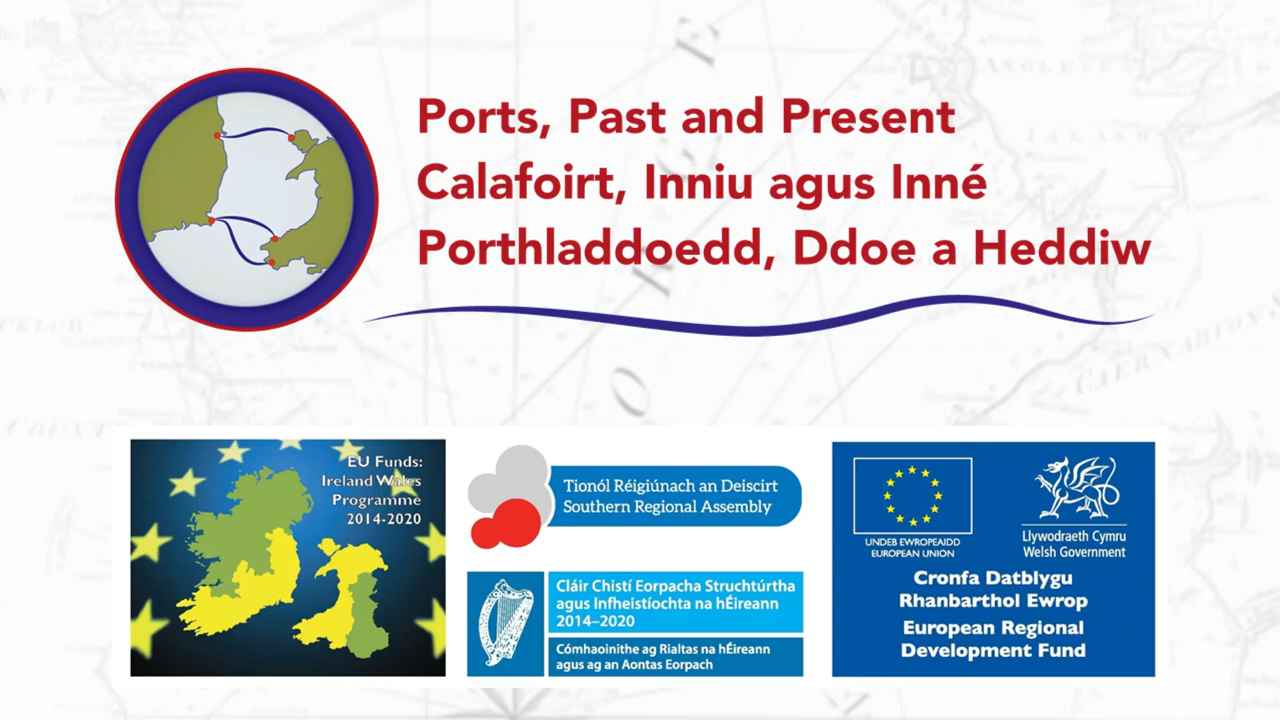 Ports, Past and Present
Calafoirt, Inniu agus Inné
Porthladdoedd, Ddoe a Heddiw
EU Funds:
Ireland Wales
Programme
2014-2020
Tionól Réigiúnach an Deiscirt
Southern Regional Assembly
Cláir Chistí Eorpacha Struchtúrtha
agus Infheistíochta na hÉireann
2014–2020
Cómhaoinithe ag Rialtas na hÉireann
agus ag an Aontas Eorpach
UNDEB EWROPEAIDD
EUROPEAN UNION
Llywodraeth Cymru
Welsh Government
Cronfa Datblygu
Rhanbarthol Ewrop
European Regional
Development Fund